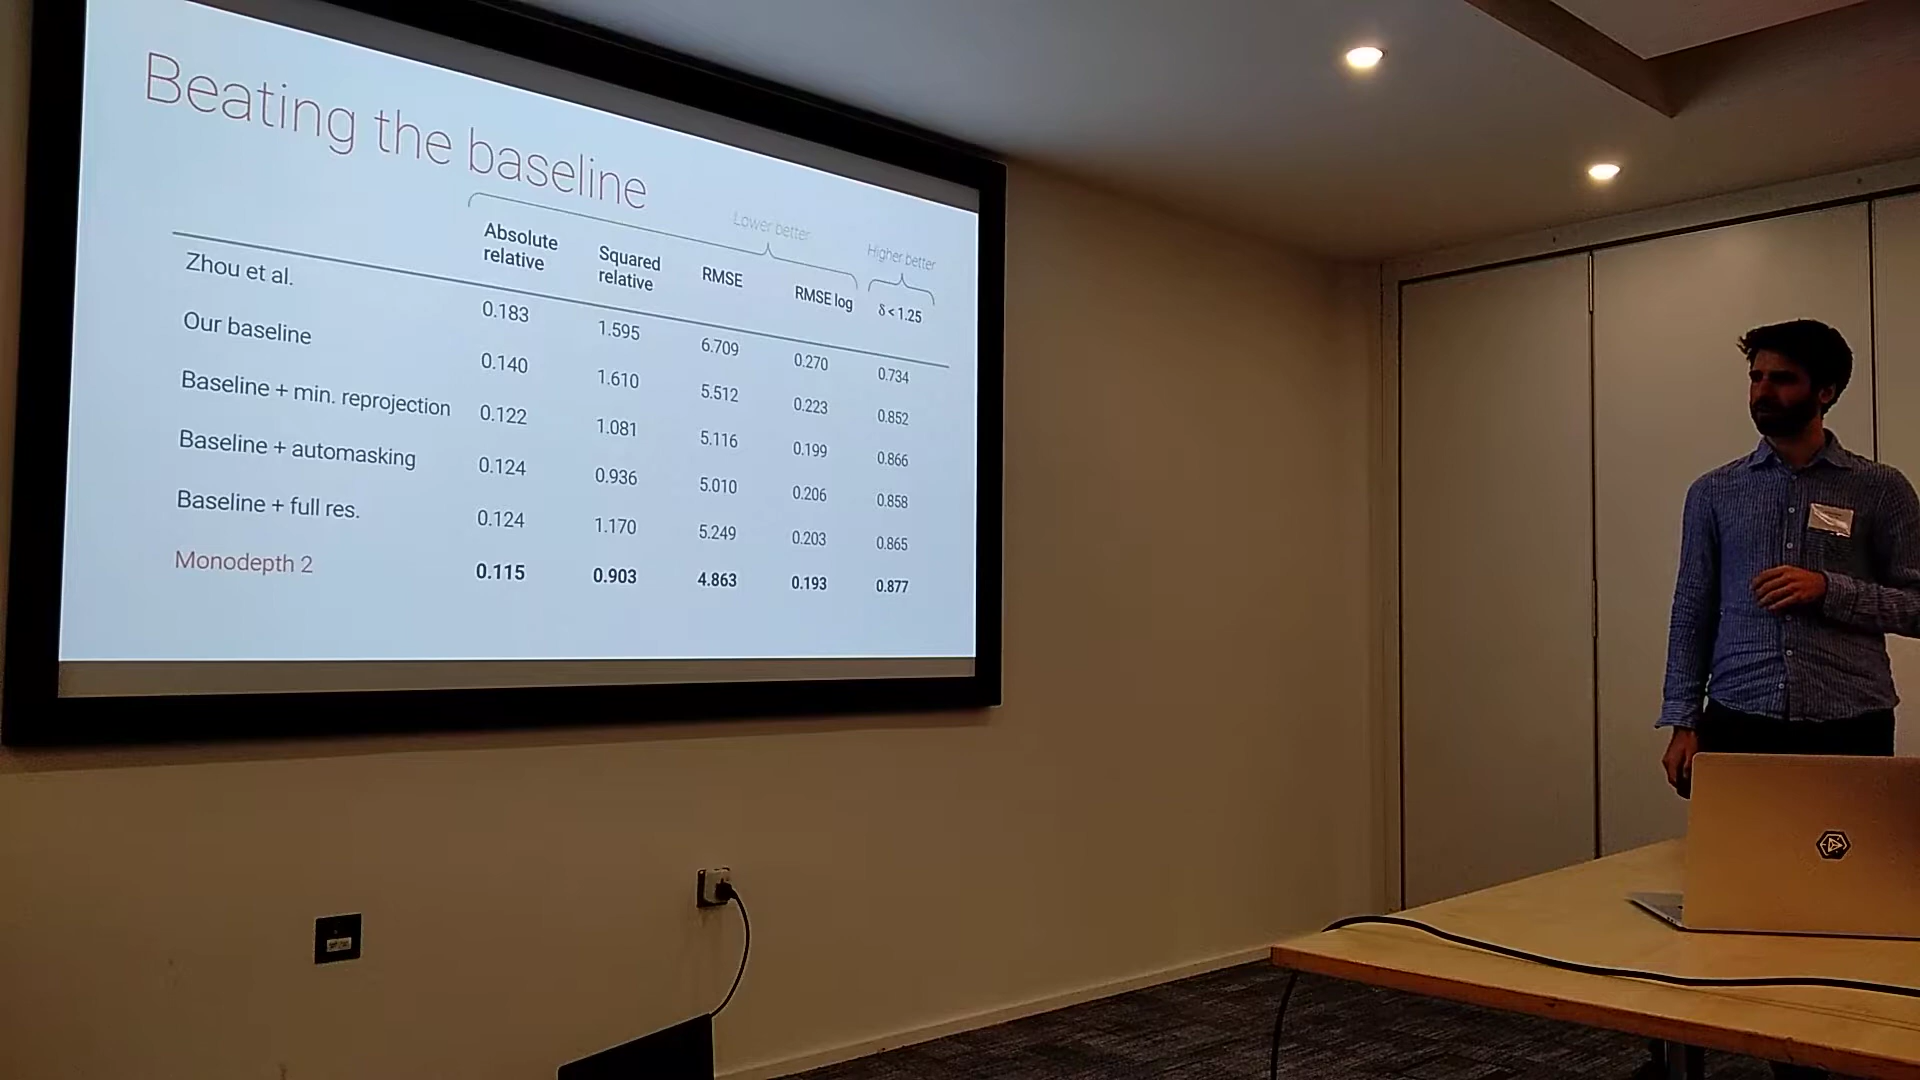 Beating the baseline
Lower better
Higher better
Absolute relative Squared relative RMSE RMSE log δ < 1.25
Zhou et al. 0.183 1.595 6.709 0.270 0.734
Our baseline 0.140 1.610 5.512 0.223 0.852
Baseline + min. reprojection 0.122 1.081 5.116 0.199 0.866
Baseline + automasking 0.124 0.936 5.010 0.206 0.858
Baseline + full res. 0.124 1.170 5.249 0.203 0.865
Monodepth 2 0.115 0.903 4.863 0.193 0.877